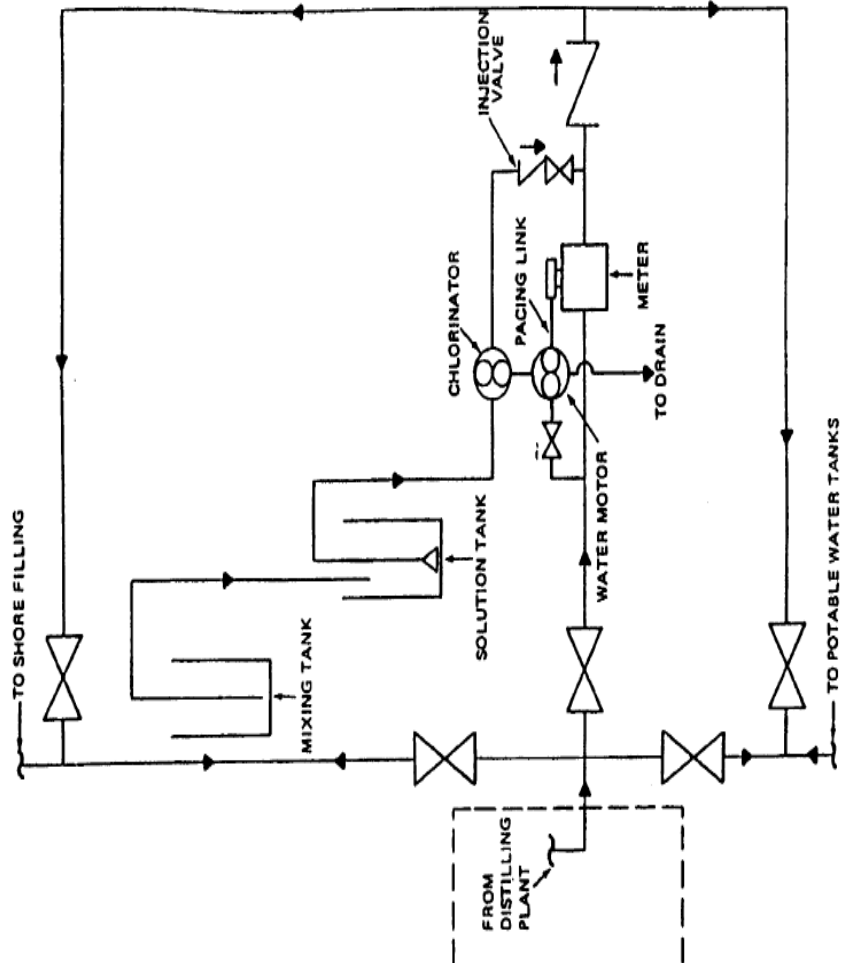 TO SHORE FILLING
MIXING TANK
SOLUTION TANK
CHLORINATOR
INJECTION
VALVE
PACING LINK
METER
TO DRAIN
WATER MOTOR
FROM
DISTILLING
PLANT
TO POTABLE WATER TANKS